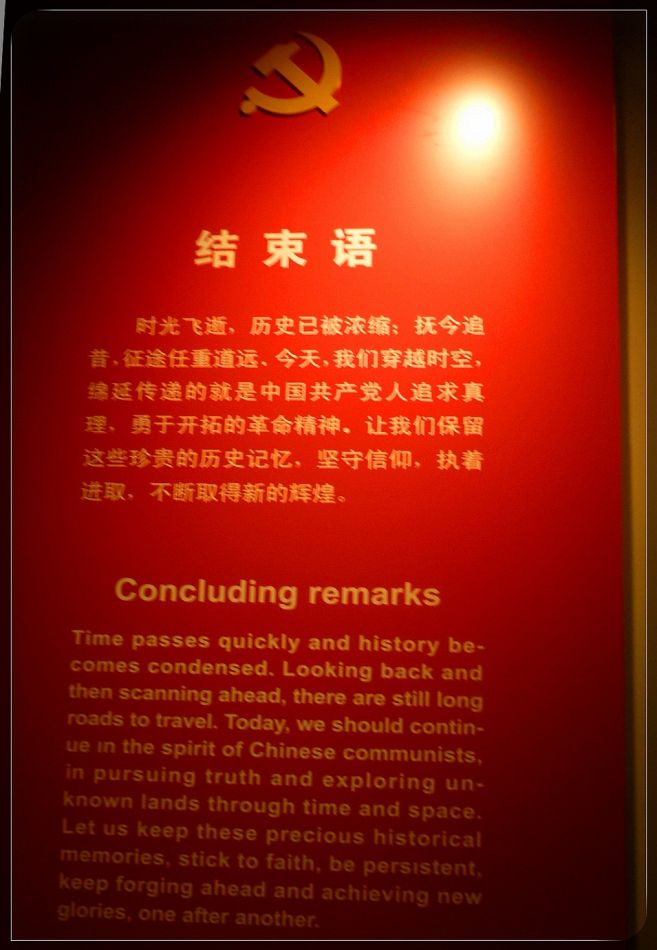 结束语
时光飞逝，历史已被浓缩；抚今追
昔，征途任重道远、今天，我们穿越时空，
绵延传递的就是中国共产党人追求真
理，勇于开拓的革命精神。让我们保留
这些珍贵的历史记忆，坚守信仰，执着
进取，不断取得新的辉煌。
Concluding remarks
Time passes quickly and history be-
comes condensed. Looking back and
then scanning ahead, there are still long
roads to travel. Today, we should contin-
ue in the spirit of Chinese communists,
in pursuing truth and exploring un-
known lands through time and space.
Let us keep these precious historical
memories, stick to faith, be persistent,
keep forging ahead and achieving new
glories, one after another.